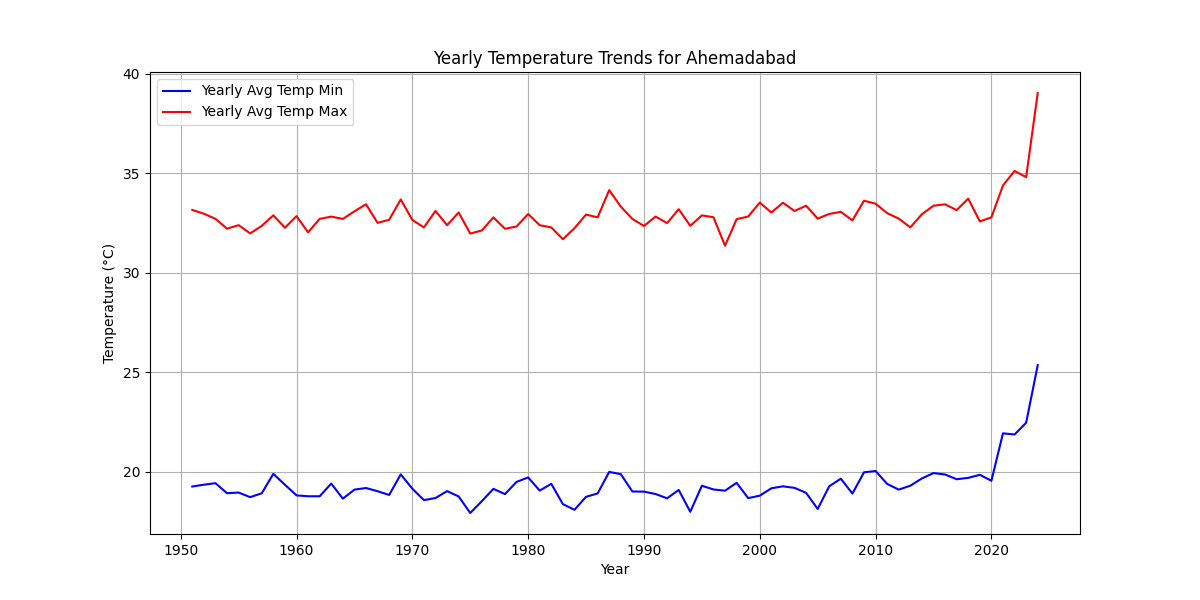 Yearly Temperature Trends for Ahemadabad
Yearly Avg Temp Min
Yearly Avg Temp Max
Temperature (°C)
40
35
30
25
20
1950 1960 1970 1980 1990 2000 2010 2020
Year